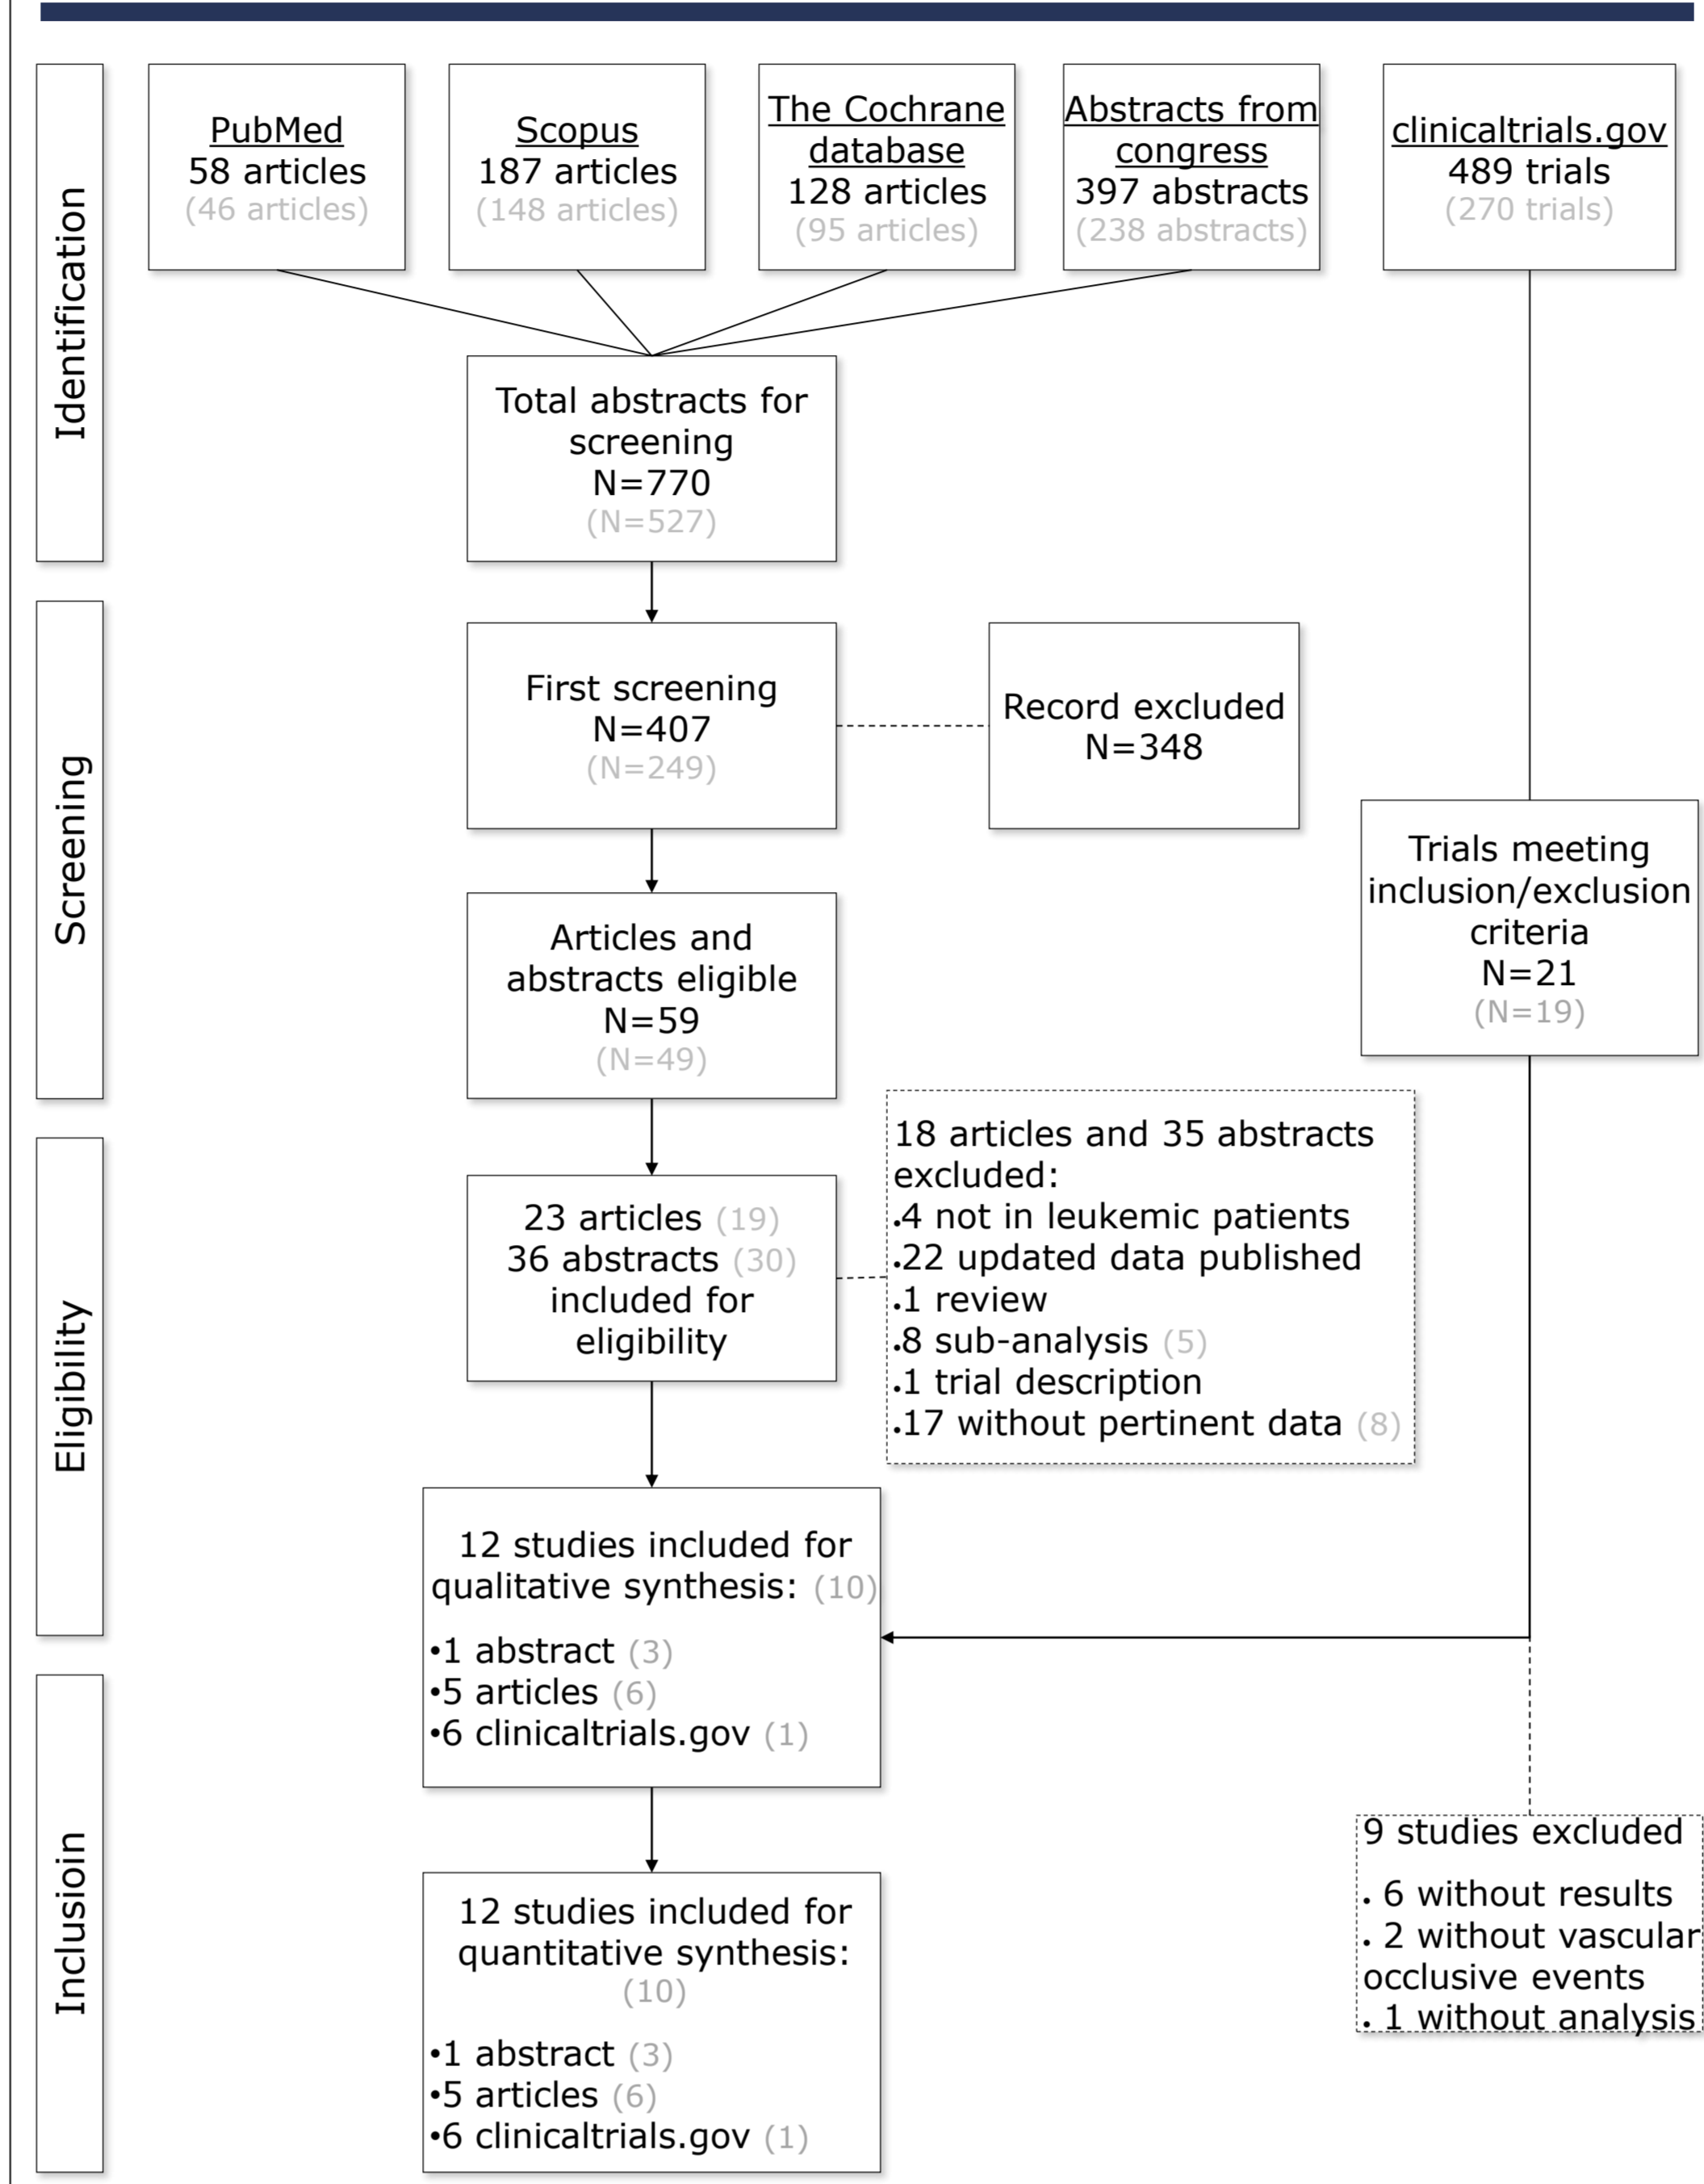 Identification
PubMed
58 articles
(46 articles)
Scopus
187 articles
(148 articles)
The Cochrane
database
128 articles
(95 articles)
Abstracts from
congress
397 abstracts
(238 abstracts)
clinicaltrials.gov
489 trials
(270 trials)
Total abstracts for
screening
N=770
(N=527)
Screening
First screening
N=407
(N=249)
Record excluded
N=348
Trials meeting
inclusion/exclusion
criteria
N=21
(N=19)
Articles and
abstracts eligible
N=59
(N=49)
Eligibility
23 articles (19)
36 abstracts (30)
included for
eligibility
18 articles and 35 abstracts
excluded:
.4 not in leukemic patients
.22 updated data published
.1 review
.8 sub-analysis (5)
.1 trial description
.17 without pertinent data (8)
12 studies included for
qualitative synthesis: (10)
•1 abstract (3)
•5 articles (6)
•6 clinicaltrials.gov (1)
Inclusioin
12 studies included for
quantitative synthesis:
(10)
•1 abstract (3)
•5 articles (6)
•6 clinicaltrials.gov (1)
9 studies excluded
. 6 without results
. 2 without vascular
occlusive events
. 1 without analysis